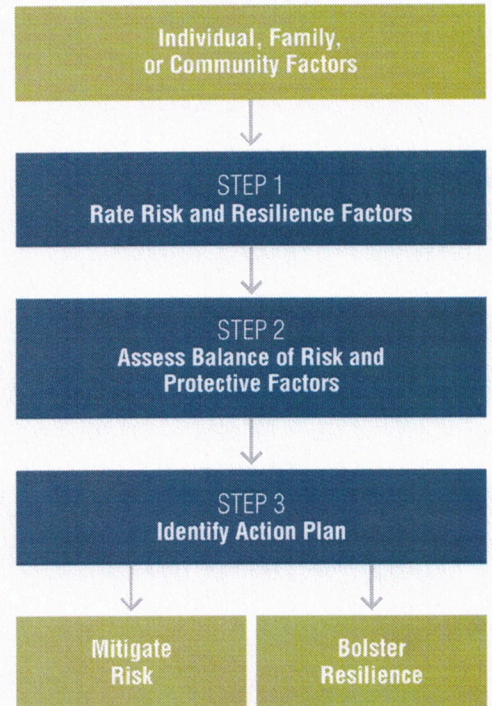 Individual, Family,
or Community Factors
STEP 1
Rate Risk and Resilience Factors
STEP 2
Assess Balance of Risk and
Protective Factors
STEP 3
Identify Action Plan
Mitigate
Risk
Bolster
Resilience